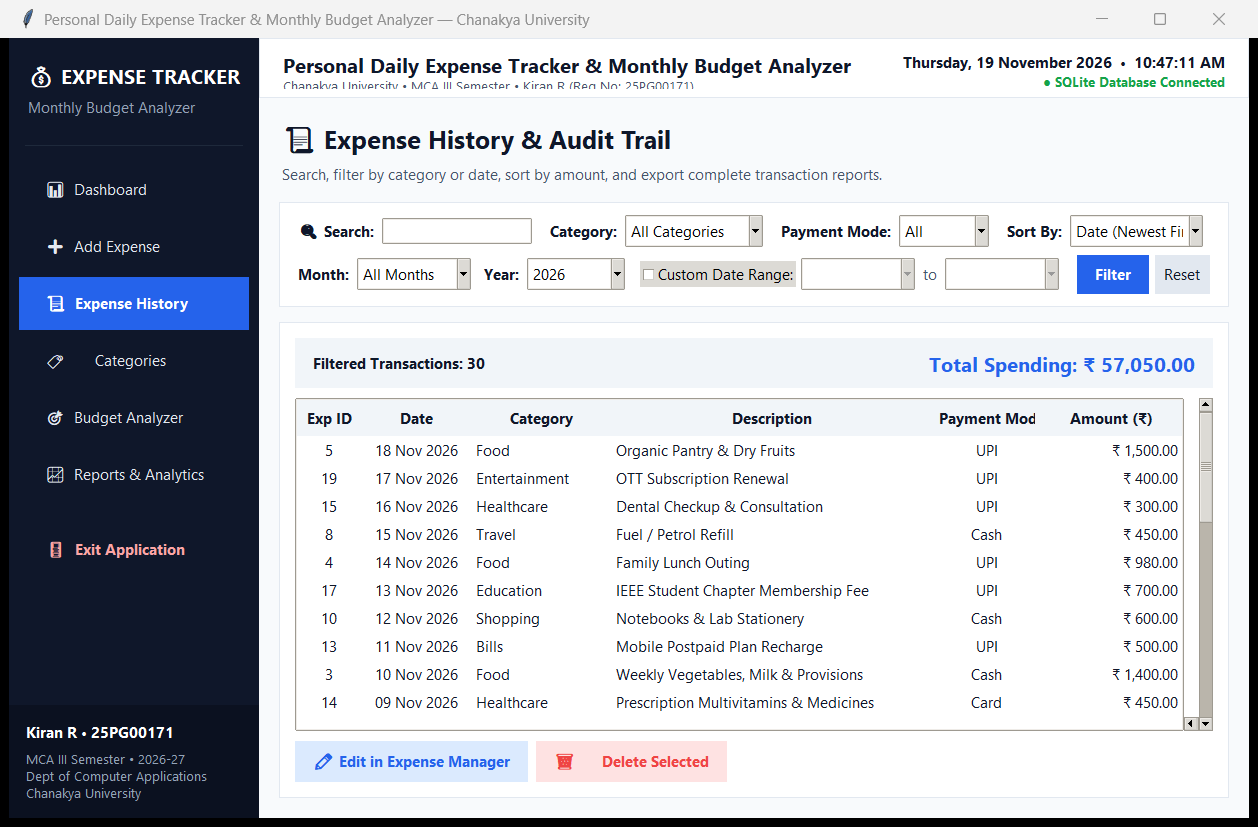 Personal Daily Expense Tracker & Monthly Budget Analyzer — Chanakya University
EXPENSE TRACKER
Monthly Budget Analyzer
Dashboard
Add Expense
Expense History
Categories
Budget Analyzer
Reports & Analytics
Exit Application
Kiran R • 25PG00171
MCA III Semester • 2026-27
Dept of Computer Applications
Chanakya University
Personal Daily Expense Tracker & Monthly Budget Analyzer
Chanakya University • MCA III Semester • Kiran R (Reg No: 25PG00171)
Thursday, 19 November 2026 • 10:47:11 AM
● SQLite Database Connected
Expense History & Audit Trail
Search, filter by category or date, sort by amount, and export complete transaction reports.
Search: Category: All Categories Payment Mode: All Sort By: Date (Newest Fi
Month: All Months Year: 2026 Custom Date Range: to Filter Reset
Filtered Transactions: 30 Total Spending: ₹ 57,050.00
Exp ID Date Category Description Payment Mod Amount (₹)
5 18 Nov 2026 Food Organic Pantry & Dry Fruits UPI ₹ 1,500.00
19 17 Nov 2026 Entertainment OTT Subscription Renewal UPI ₹ 400.00
15 16 Nov 2026 Healthcare Dental Checkup & Consultation UPI ₹ 300.00
8 15 Nov 2026 Travel Fuel / Petrol Refill Cash ₹ 450.00
4 14 Nov 2026 Food Family Lunch Outing UPI ₹ 980.00
17 13 Nov 2026 Education IEEE Student Chapter Membership Fee UPI ₹ 700.00
10 12 Nov 2026 Shopping Notebooks & Lab Stationery Cash ₹ 600.00
13 11 Nov 2026 Bills Mobile Postpaid Plan Recharge UPI ₹ 500.00
3 10 Nov 2026 Food Weekly Vegetables, Milk & Provisions Cash ₹ 1,400.00
14 09 Nov 2026 Healthcare Prescription Multivitamins & Medicines Card ₹ 450.00
Edit in Expense Manager Delete Selected